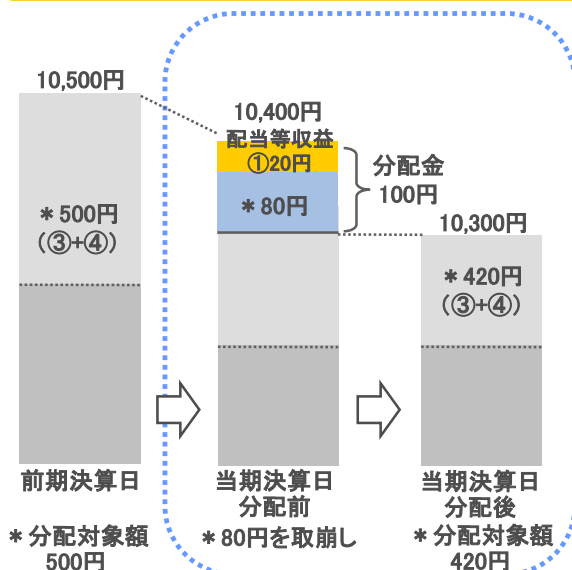 10,500円
＊500円
（③+④）
前期決算日
＊分配対象額
500円
10,400円
配当等収益
①20円
＊80円
分配金
100円
当期決算日
分配前
＊80円を取崩し
10,300円
＊420円
（③+④）
当期決算日
分配後
＊分配対象額
420円